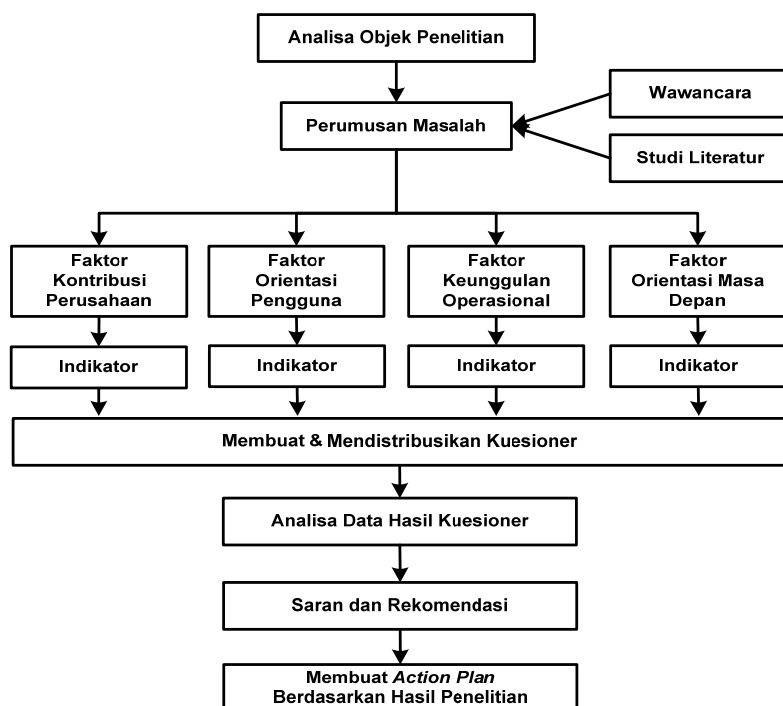 Analisa Objek Penelitian
Wawancara
Perumusan Masalah
Studi Literatur
Faktor
Kontribusi
Perusahaan
Faktor
Orientasi
Pengguna
Faktor
Keunggulan
Operasional
Faktor
Orientasi Masa
Depan
Indikator
Indikator
Indikator
Indikator
Membuat & Mendistribusikan Kuesioner
Analisa Data Hasil Kuesioner
Saran dan Rekomendasi
Membuat Action Plan
Berdasarkan Hasil Penelitian